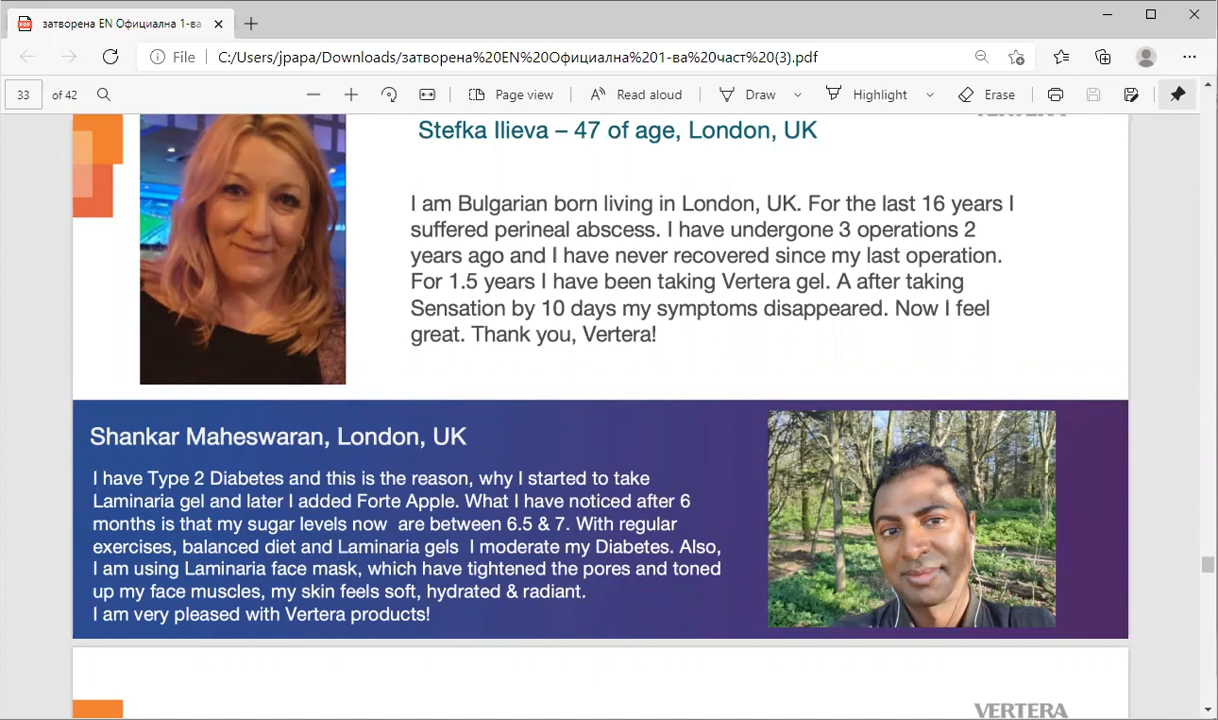 затворена EN Официална 1-ва
File
C:/Users/jpapa/Downloads/затворена%20EN%20Официална%201-ва%20част%20(3).pdf
33 of 42
Page view
Read aloud
Draw
Highlight
Erase
VERTERA
Stefka Ilieva – 47 of age, London, UK
I am Bulgarian born living in London, UK. For the last 16 years I
suffered perineal abscess. I have undergone 3 operations 2
years ago and I have never recovered since my last operation.
For 1.5 years I have been taking Vertera gel. A after taking
Sensation by 10 days my symptoms disappeared. Now I feel
great. Thank you, Vertera!
Shankar Maheswaran, London, UK
I have Type 2 Diabetes and this is the reason, why I started to take
Laminaria gel and later I added Forte Apple. What I have noticed after 6
months is that my sugar levels now  are between 6.5 & 7. With regular
exercises, balanced diet and Laminaria gels  I moderate my Diabetes. Also,
I am using Laminaria face mask, which have tightened the pores and toned
up my face muscles, my skin feels soft, hydrated & radiant.
I am very pleased with Vertera products!
VERTERA